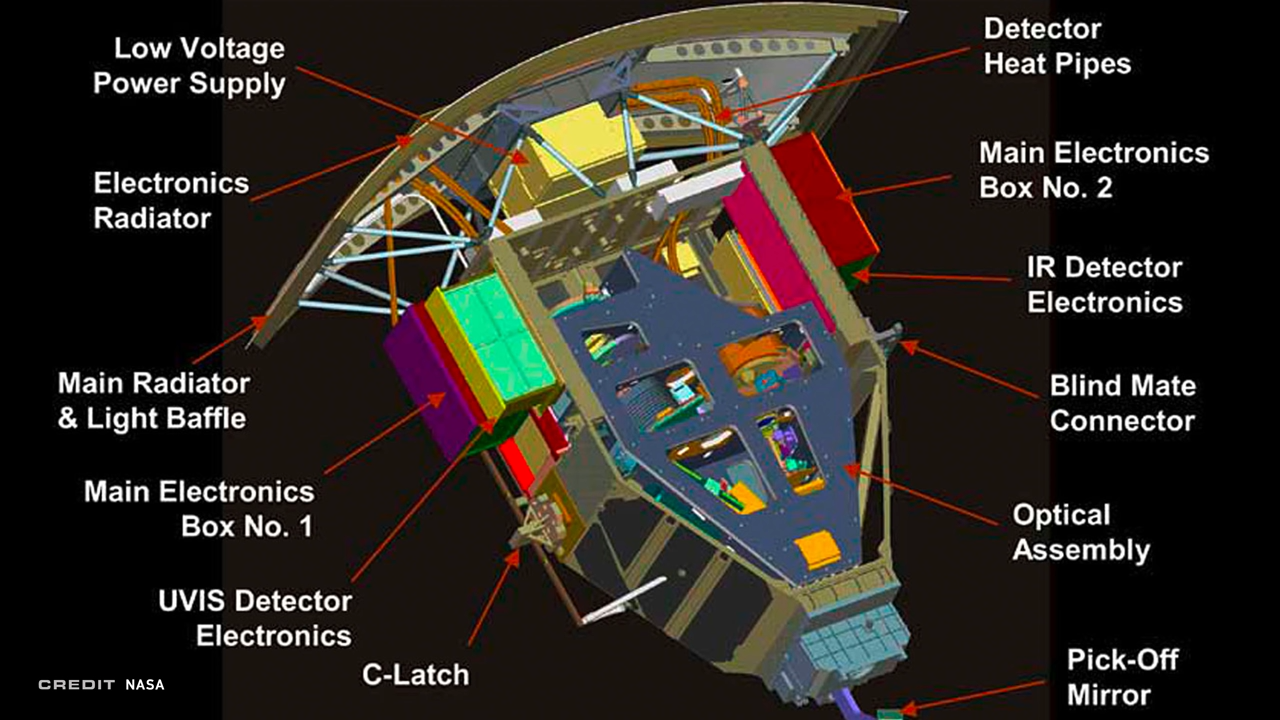 Low Voltage
Power Supply
Electronics
Radiator
Main Radiator
& Light Baffle
Main Electronics
Box No. 1
UVIS Detector
Electronics
C-Latch
Detector
Heat Pipes
Main Electronics
Box No. 2
IR Detector
Electronics
Blind Mate
Connector
Optical
Assembly
Pick-Off
Mirror
CREDIT NASA